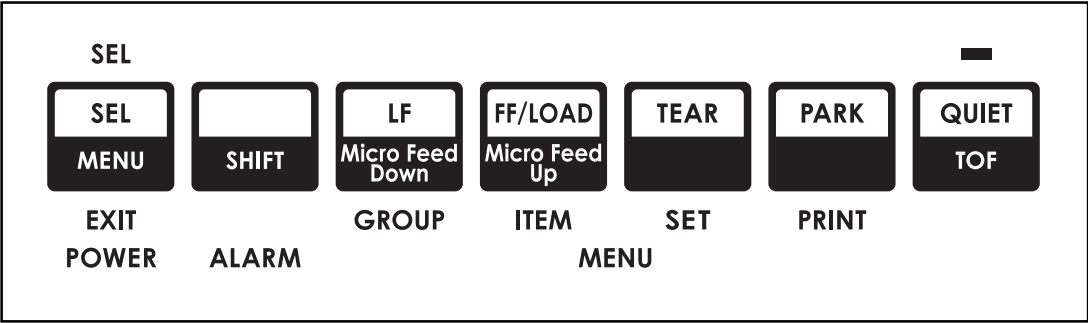 SEL
SEL LF FF/LOAD TEAR PARK QUIET
MENU SHIFT Micro Feed Down Micro Feed Up TOF
EXIT GROUP ITEM SET PRINT
POWER ALARM MENU